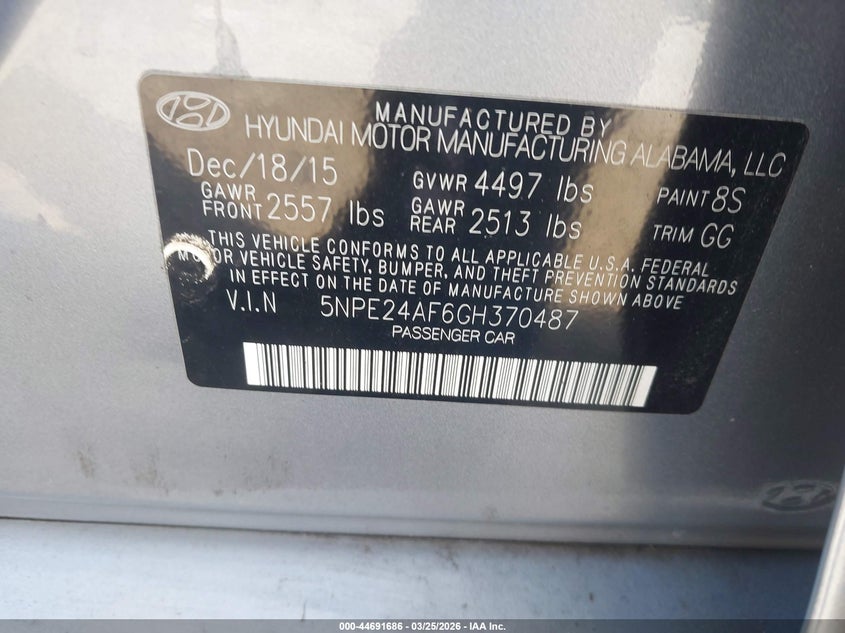 MANUFACTURED BY
HYUNDAI MOTOR MANUFACTURING ALABAMA, LLC
Dec/18/15 GVWR 4497 lbs PAINT 8S
GAWR FRONT 2557 lbs GAWR REAR 2513 lbs TRIM GG
THIS VEHICLE CONFORMS TO ALL APPLICABLE U.S.A. FEDERAL
MOTOR VEHICLE SAFETY, BUMPER, AND THEFT PREVENTION STANDARDS
IN EFFECT ON THE DATE OF MANUFACTURE SHOWN ABOVE
V.I.N 5NPE24AF6GH370487
PASSENGER CAR
000-44691686 - 03/25/2026 - IAA Inc.